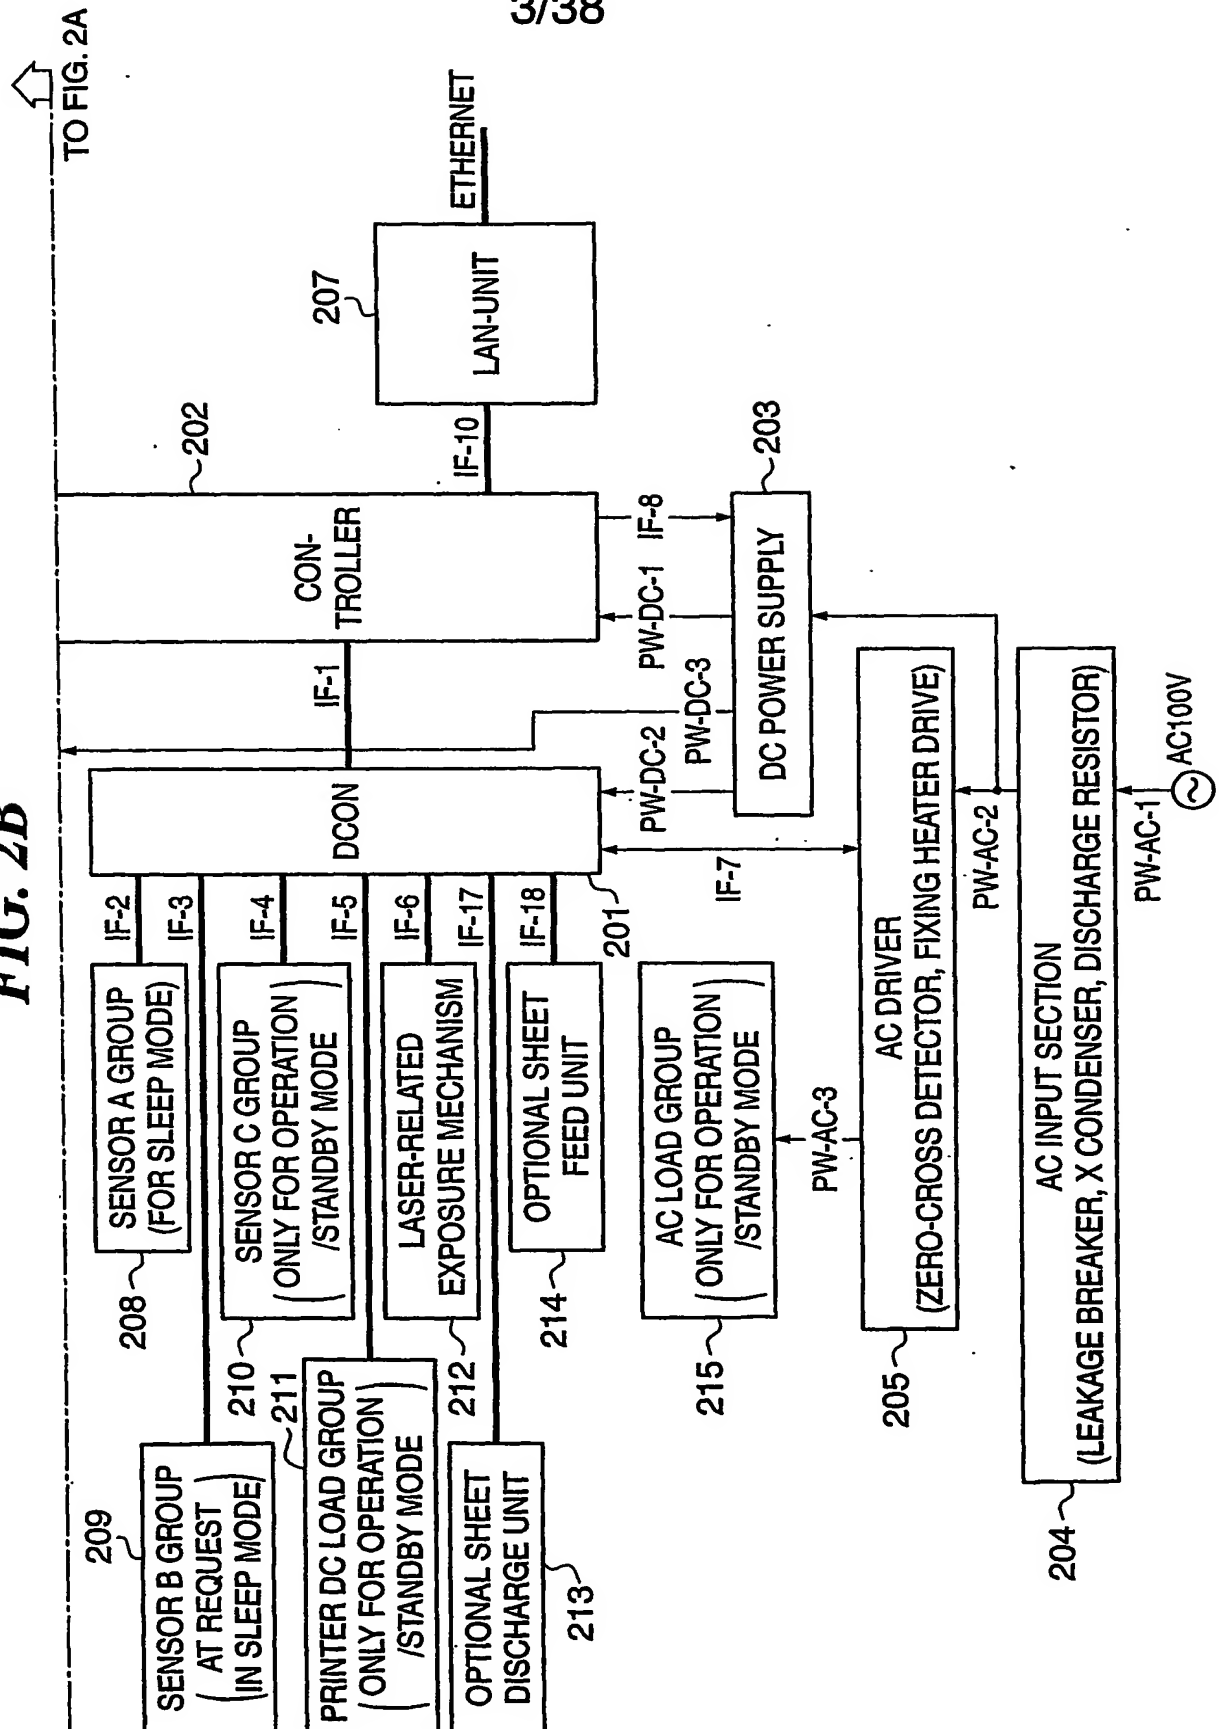 3/38
FIG. 2B
TO FIG. 2A
SENSOR A GROUP
(FOR SLEEP MODE)
208
IF-2
209
SENSOR B GROUP
(AT REQUEST
IN SLEEP MODE)
IF-3
SENSOR C GROUP
(ONLY FOR OPERATION
/STANDBY MODE)
210
IF-4
211
PRINTER DC LOAD GROUP
(ONLY FOR OPERATION
/STANDBY MODE)
IF-5
LASER-RELATED
EXPOSURE MECHANISM
212
IF-6
OPTIONAL SHEET
DISCHARGE UNIT
213
IF-17
OPTIONAL SHEET
FEED UNIT
214
IF-18
DCON
201
IF-1
CON-
TROLLER
202
IF-10
207
LAN-UNIT
ETHERNET
PW-DC-2
PW-DC-3
PW-DC-1
IF-8
203
DC POWER SUPPLY
IF-7
AC LOAD GROUP
(ONLY FOR OPERATION
/STANDBY MODE)
215
PW-AC-3
AC DRIVER
(ZERO-CROSS DETECTOR, FIXING HEATER DRIVE)
205
PW-AC-2
AC INPUT SECTION
(LEAKAGE BREAKER, X CONDENSER, DISCHARGE RESISTOR)
204
PW-AC-1
AC100V